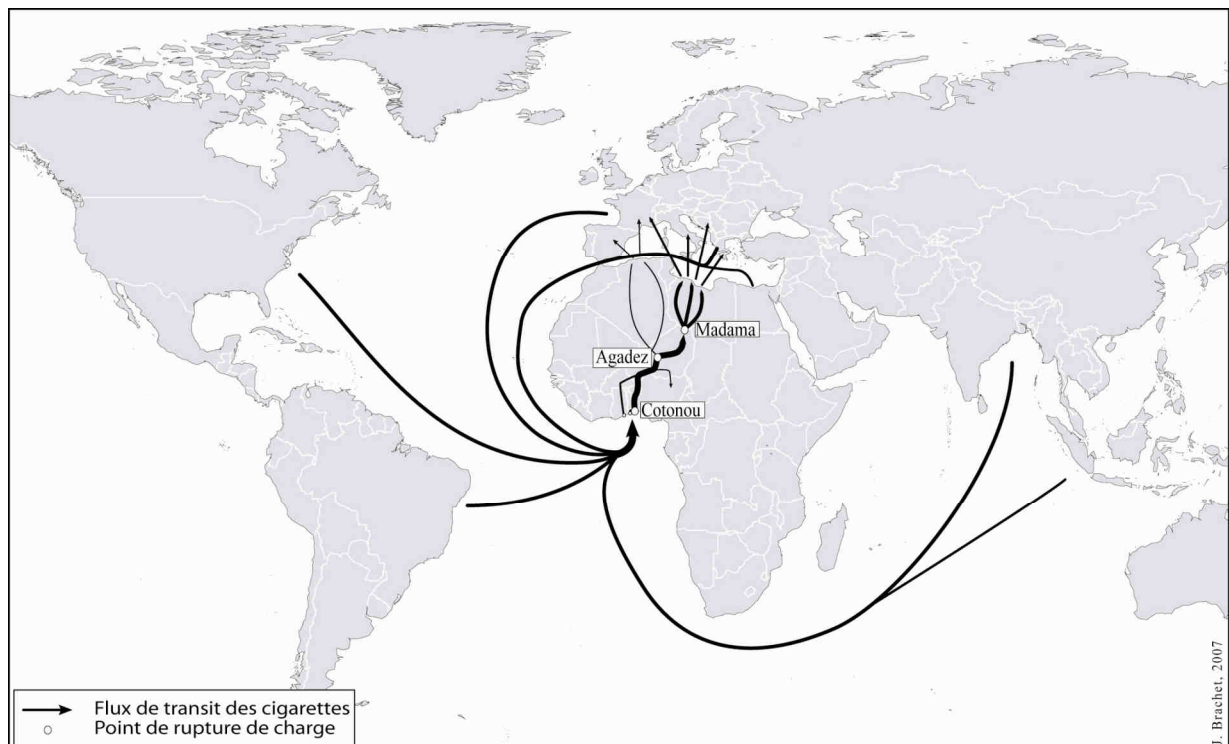 Madama
Agadez
Cotonou
Flux de transit des cigarettes
Point de rupture de charge
J. Brachet, 2007